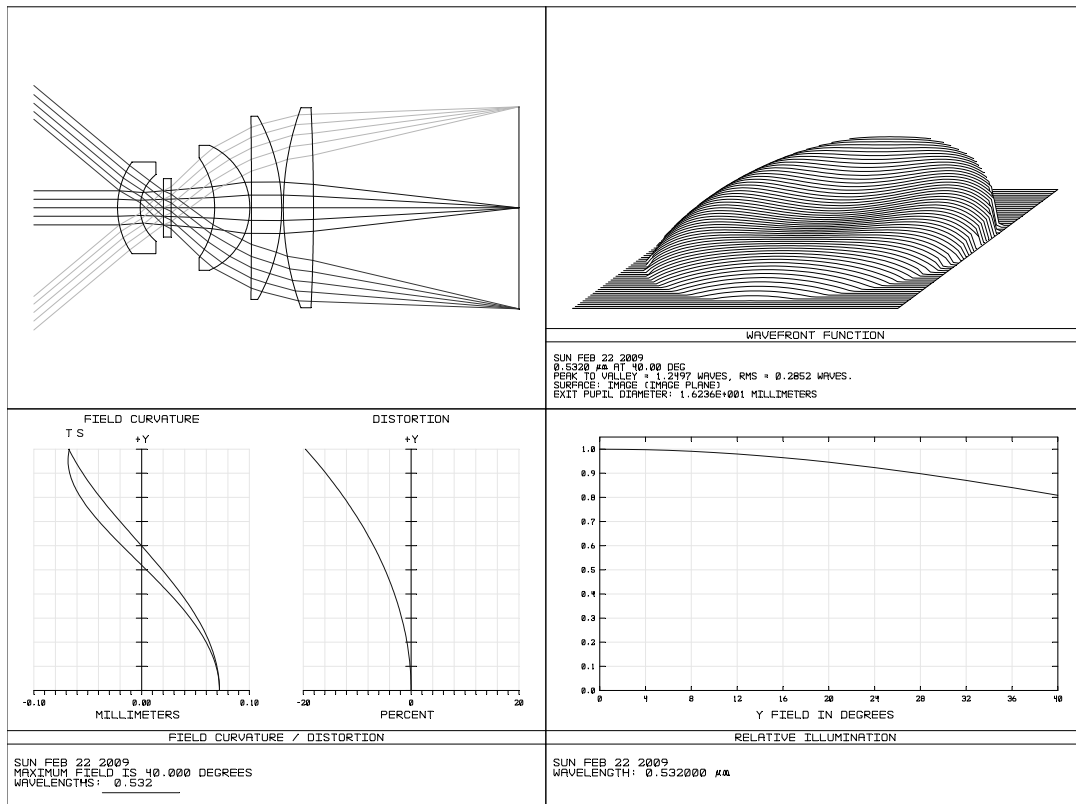 WAVEFRONT FUNCTION
SUN FEB 22 2009
0.5320 µm AT 40.00 DEG
PEAK TO VALLEY = 1.2497 WAVES, RMS = 0.2852 WAVES.
SURFACE: IMAGE (IMAGE PLANE)
EXIT PUPIL DIAMETER: 1.6236E+001 MILLIMETERS
FIELD CURVATURE
T S
+Y
-0.10 0.00 0.10
MILLIMETERS
DISTORTION
+Y
-20 0 20
PERCENT
FIELD CURVATURE / DISTORTION
SUN FEB 22 2009
MAXIMUM FIELD IS 40.000 DEGREES
WAVELENGTHS: 0.532
1.0
0.9
0.8
0.7
0.6
0.5
0.4
0.3
0.2
0.1
0.0
0 4 8 12 16 20 24 28 32 36 40
Y FIELD IN DEGREES
RELATIVE ILLUMINATION
SUN FEB 22 2009
WAVELENGTH: 0.532000 µm